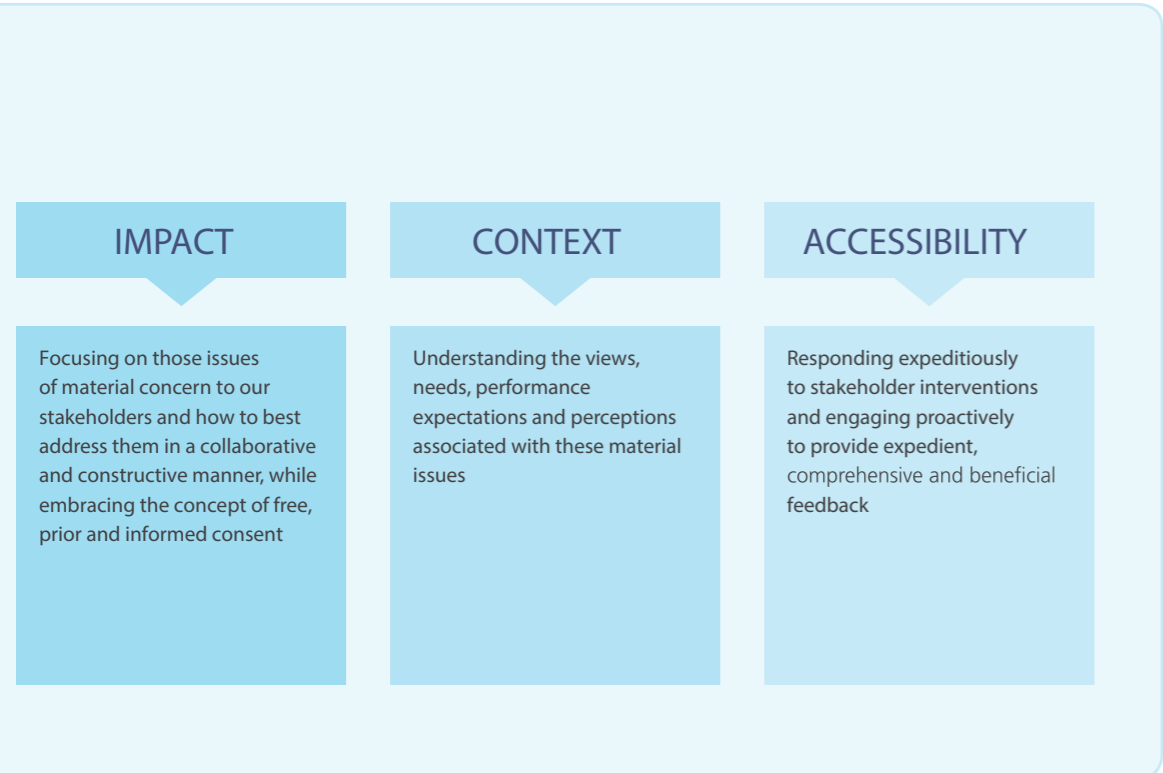 IMPACT
Focusing on those issues
of material concern to our
stakeholders and how to best
address them in a collaborative
and constructive manner, while
embracing the concept of free,
prior and informed consent
CONTEXT
Understanding the views,
needs, performance
expectations and perceptions
associated with these material
issues
ACCESSIBILITY
Responding expeditiously
to stakeholder interventions
and engaging proactively
to provide expedient,
comprehensive and beneficial
feedback